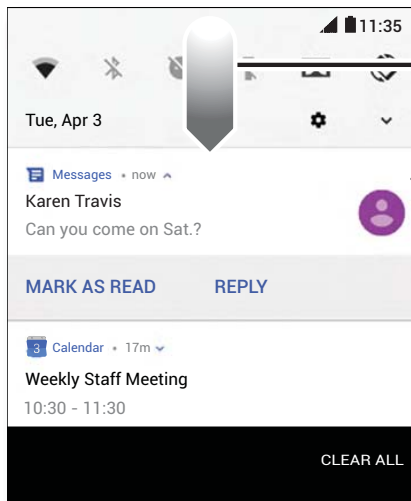 11:35
Tue, Apr 3
Messages • now
Karen Travis
Can you come on Sat.?
MARK AS READ REPLY
3 Calendar • 17m
Weekly Staff Meeting
10:30 - 11:30
CLEAR ALL